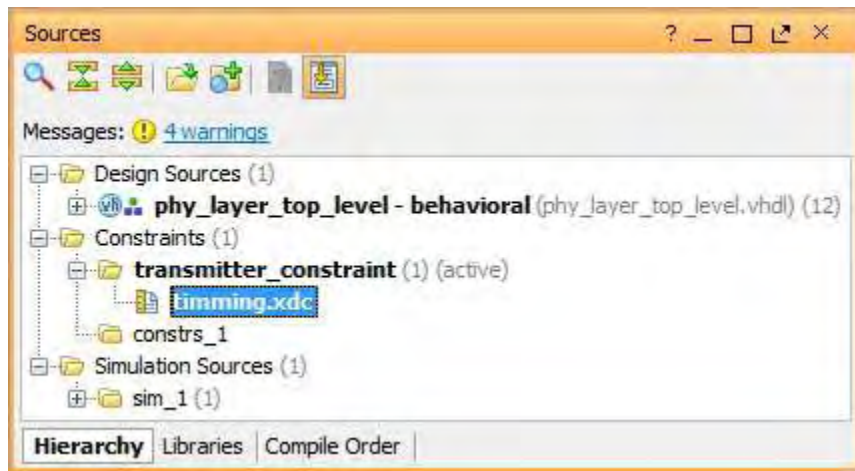 Sources
Messages: 4 warnings
Design Sources (1)
phy_layer_top_level - behavioral (phy_layer_top_level.vhdl) (12)
Constraints (1)
transmitter_constraint (1) (active)
timming.xdc
constrs_1
Simulation Sources (1)
sim_1 (1)
Hierarchy Libraries Compile Order